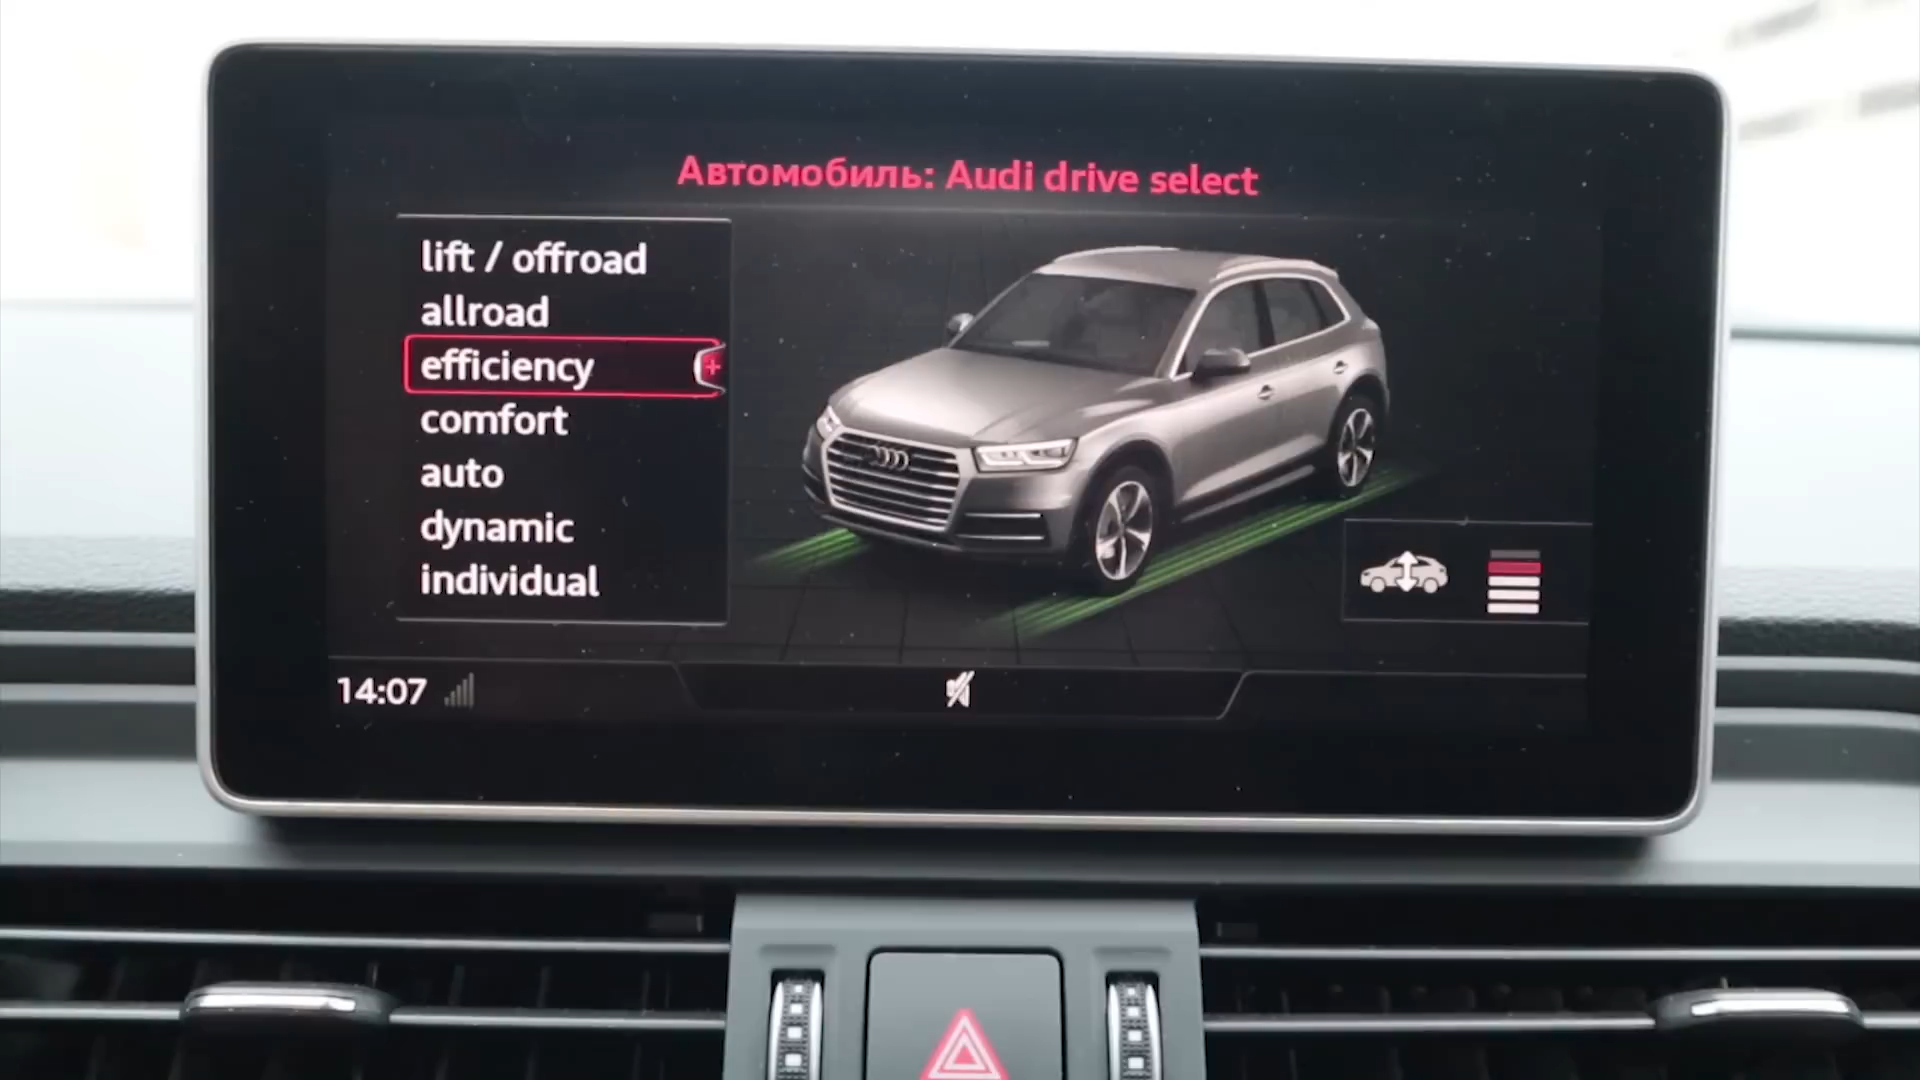 Автомобиль: Audi drive select
lift / offroad
allroad
efficiency
comfort
auto
dynamic
individual
14:07